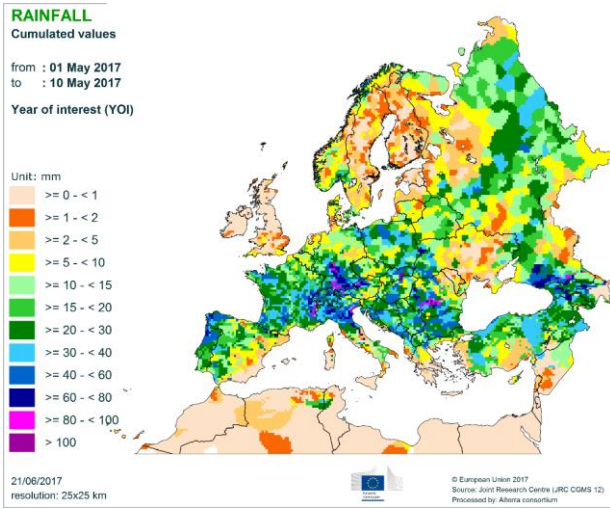 RAINFALL
Cumulated values
from : 01 May 2017
to : 10 May 2017
Year of interest (YOI)
Unit: mm
>= 0 - < 1
>= 1 - < 2
>= 2 - < 5
>= 5 - < 10
>= 10 - < 15
>= 15 - < 20
>= 20 - < 30
>= 30 - < 40
>= 40 - < 60
>= 60 - < 80
>= 80 - < 100
> 100
21/06/2017
resolution: 25x25 km
European
Commission
© European Union 2017
Source: Joint Research Centre (JRC CGMS 12)
Processed by: Alterra consortium